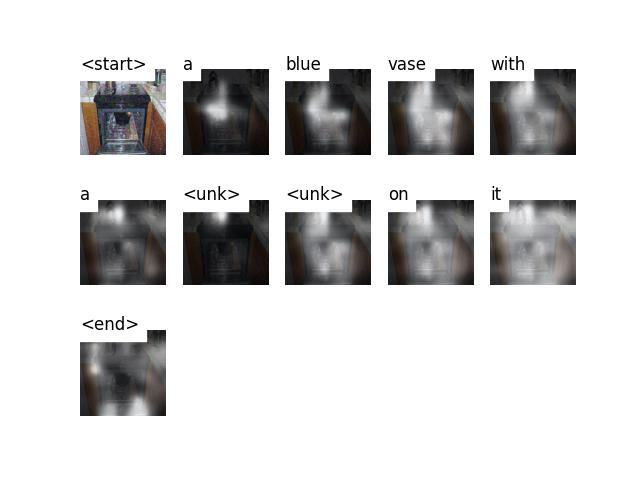 <start> a blue vase with
a <unk> <unk> on it
<end>